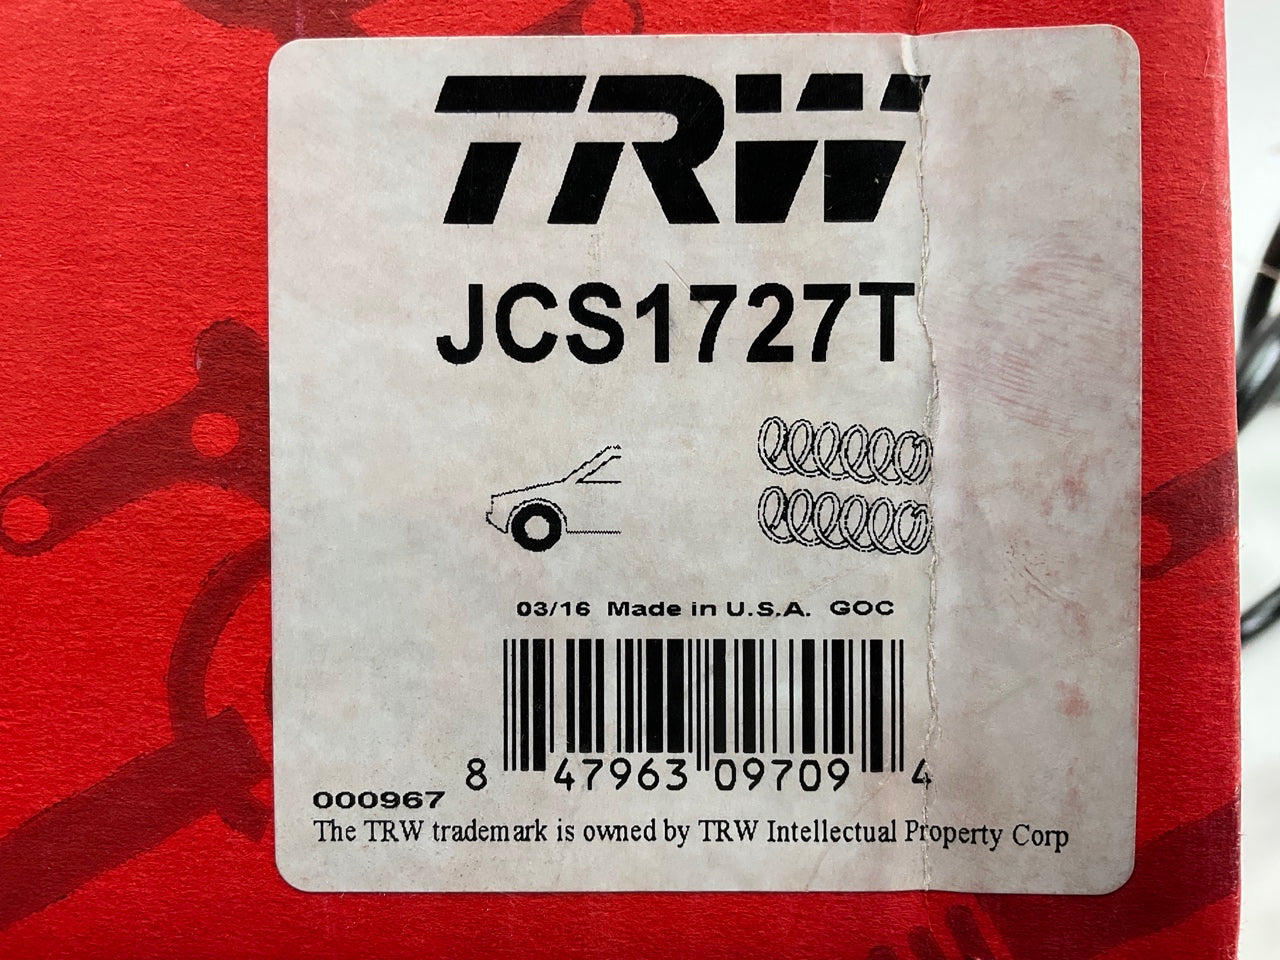 TRW
JCS1727T
03/16 Made in U.S.A. GOC
8 47963 09709 4
000967
The TRW trademark is owned by TRW Intellectual Property Corp